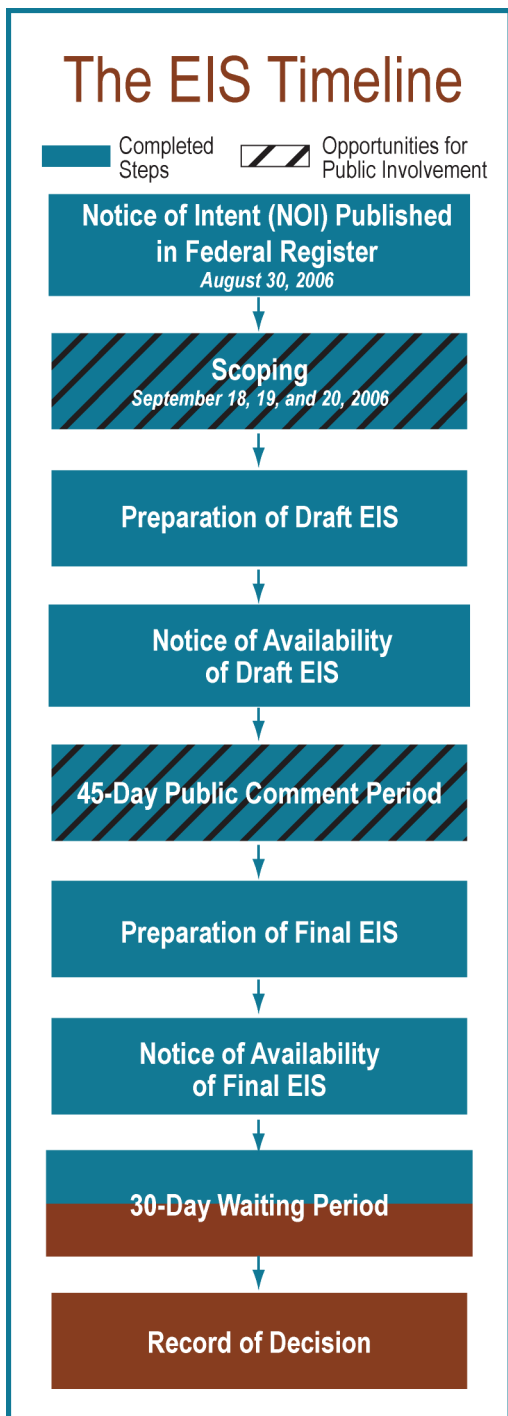 The EIS Timeline
Completed
Steps
Opportunities for
Public Involvement
Notice of Intent (NOI) Published
in Federal Register
August 30, 2006
Scoping
September 18, 19, and 20, 2006
Preparation of Draft EIS
Notice of Availability
of Draft EIS
45-Day Public Comment Period
Preparation of Final EIS
Notice of Availability
of Final EIS
30-Day Waiting Period
Record of Decision